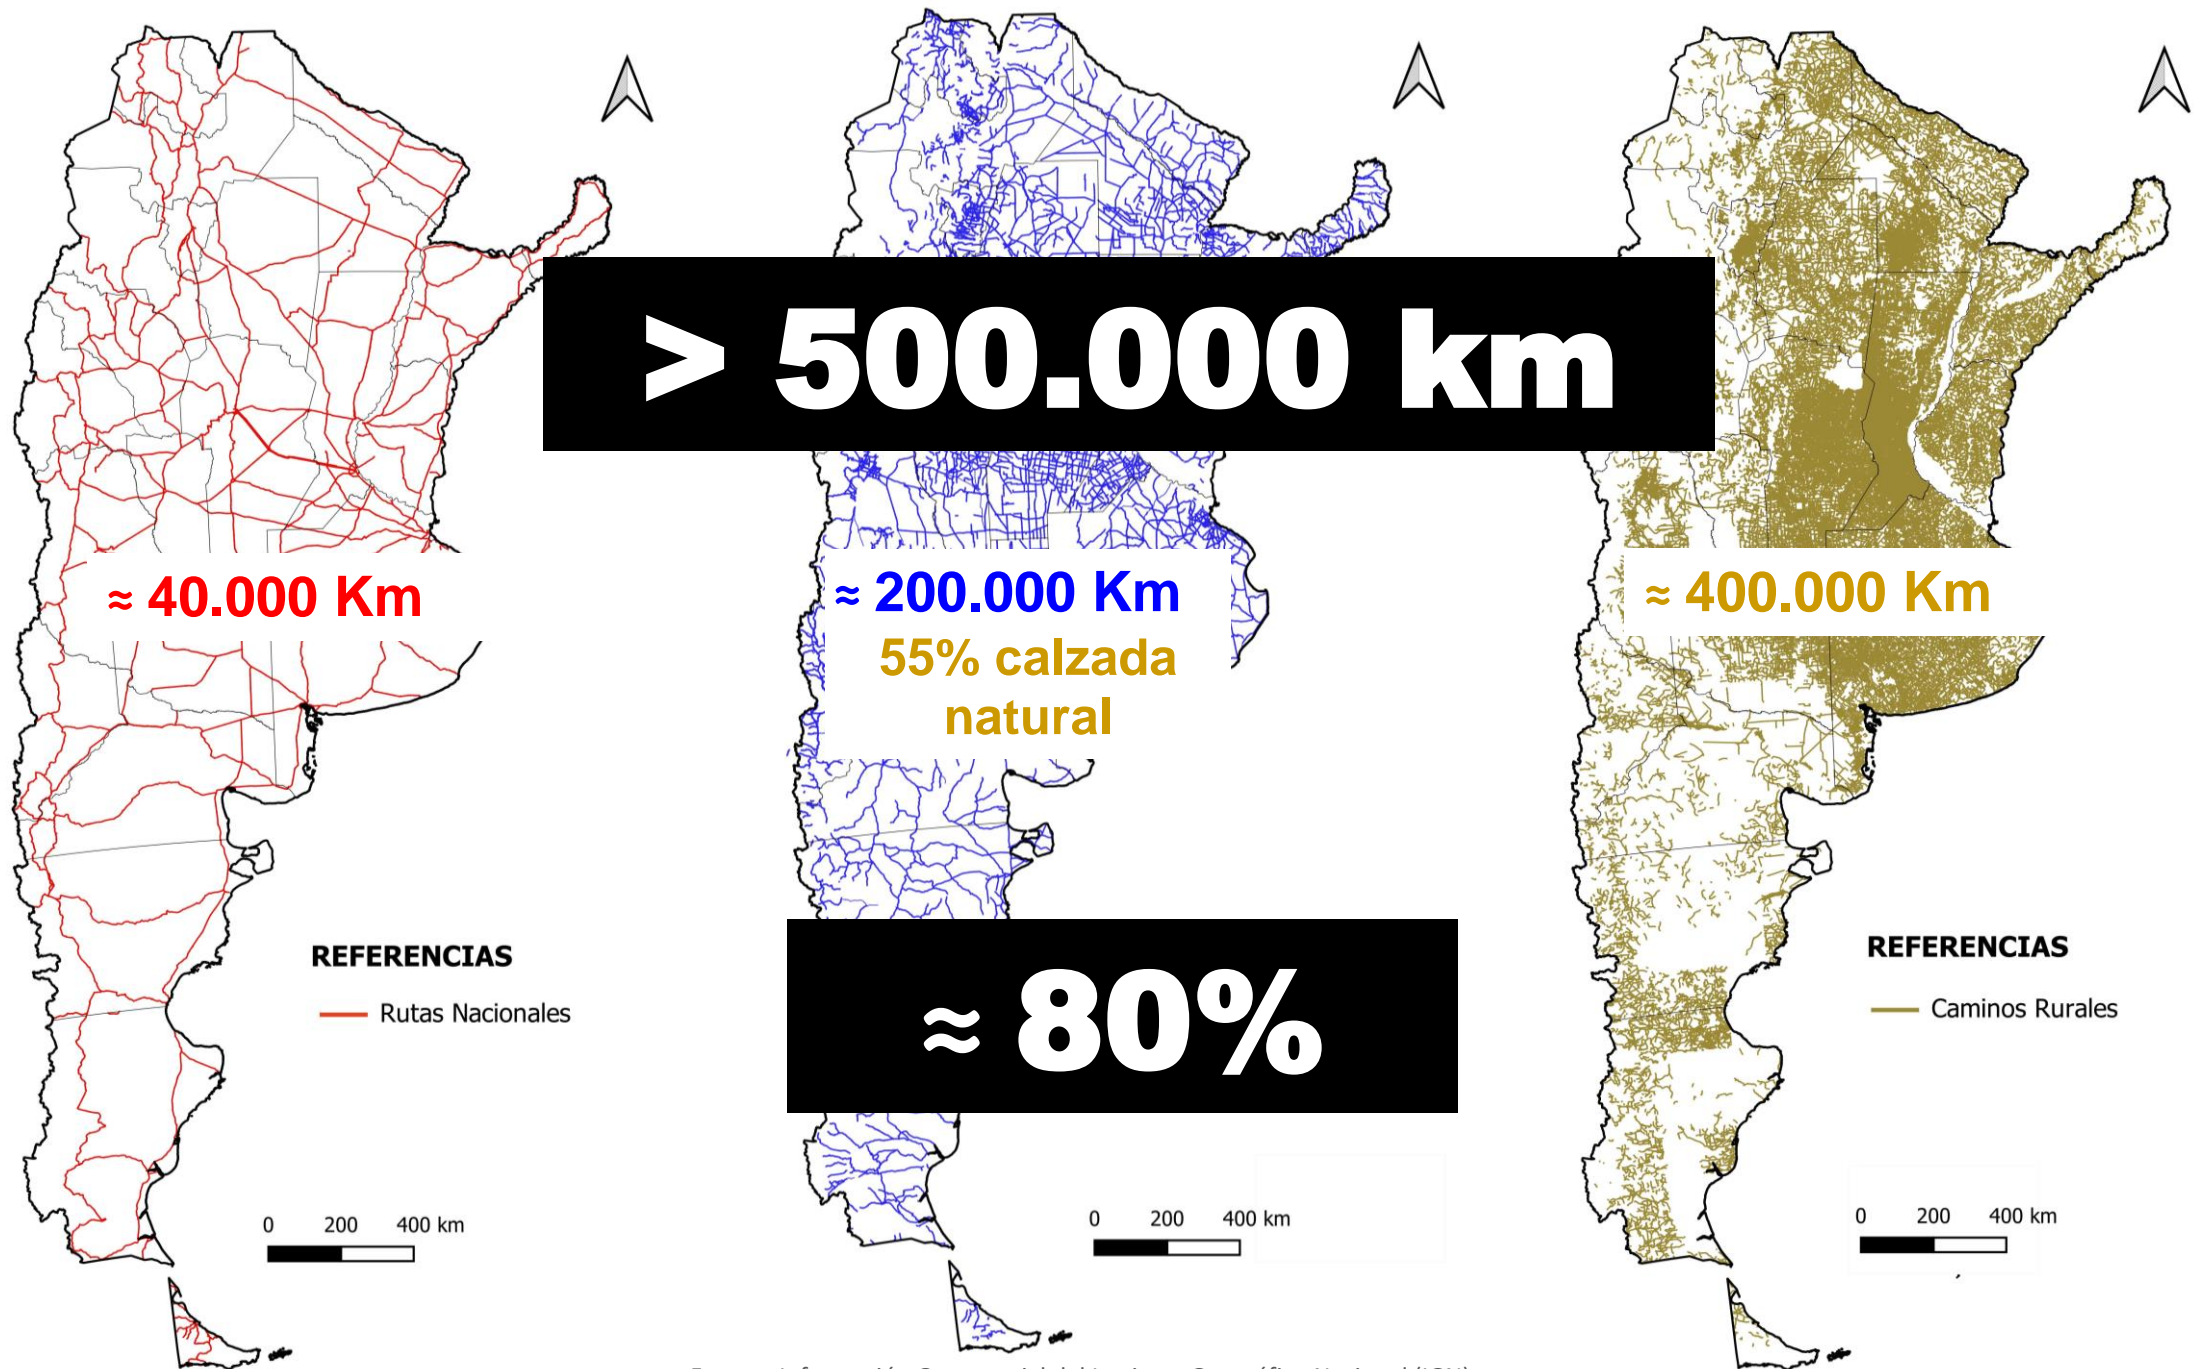 > 500.000 km
≈ 40.000 Km
≈ 200.000 Km
55% calzada
natural
≈ 400.000 Km
≈ 80%
REFERENCIAS
Rutas Nacionales
REFERENCIAS
Caminos Rurales
0 200 400 km
0 200 400 km
0 200 400 km